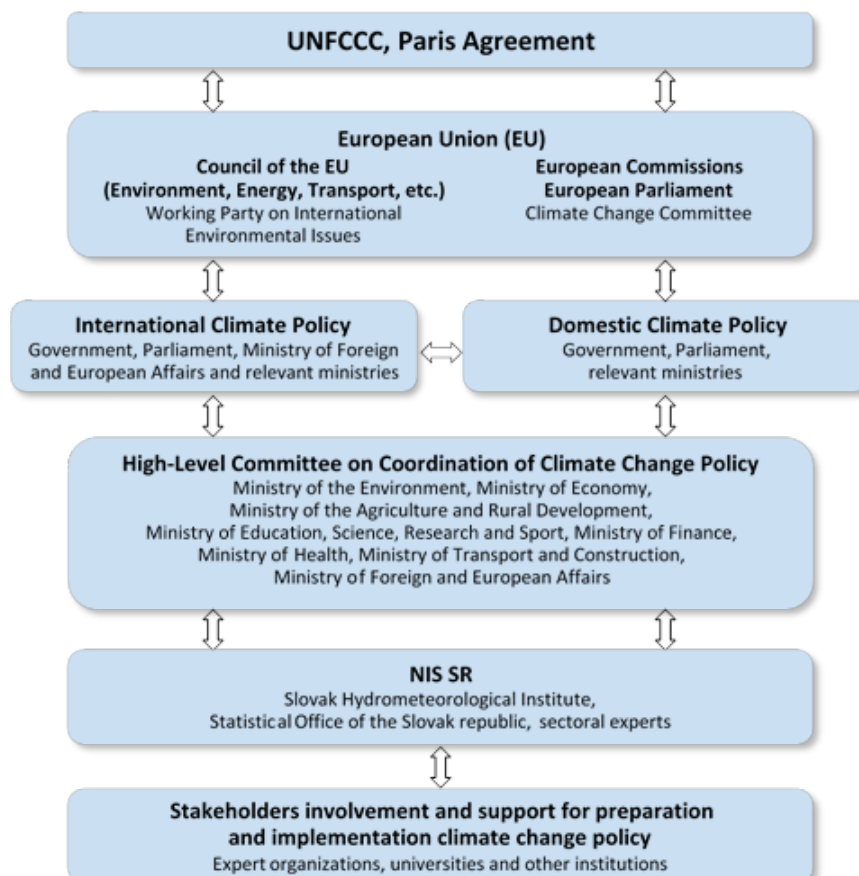 UNFCCC, Paris Agreement
European Union (EU)
Council of the EU
(Environment, Energy, Transport, etc.)
Working Party on International
Environmental Issues
European Commissions
European Parliament
Climate Change Committee
International Climate Policy
Government, Parliament, Ministry of Foreign
and European Affairs and relevant ministries
Domestic Climate Policy
Government, Parliament,
relevant ministries
High-Level Committee on Coordination of Climate Change Policy
Ministry of the Environment, Ministry of Economy,
Ministry of the Agriculture and Rural Development,
Ministry of Education, Science, Research and Sport, Ministry of Finance,
Ministry of Health, Ministry of Transport and Construction,
Ministry of Foreign and European Affairs
NIS SR
Slovak Hydrometeorological Institute,
Statistical Office of the Slovak republic, sectoral experts
Stakeholders involvement and support for preparation
and implementation climate change policy
Expert organizations, universities and other institutions